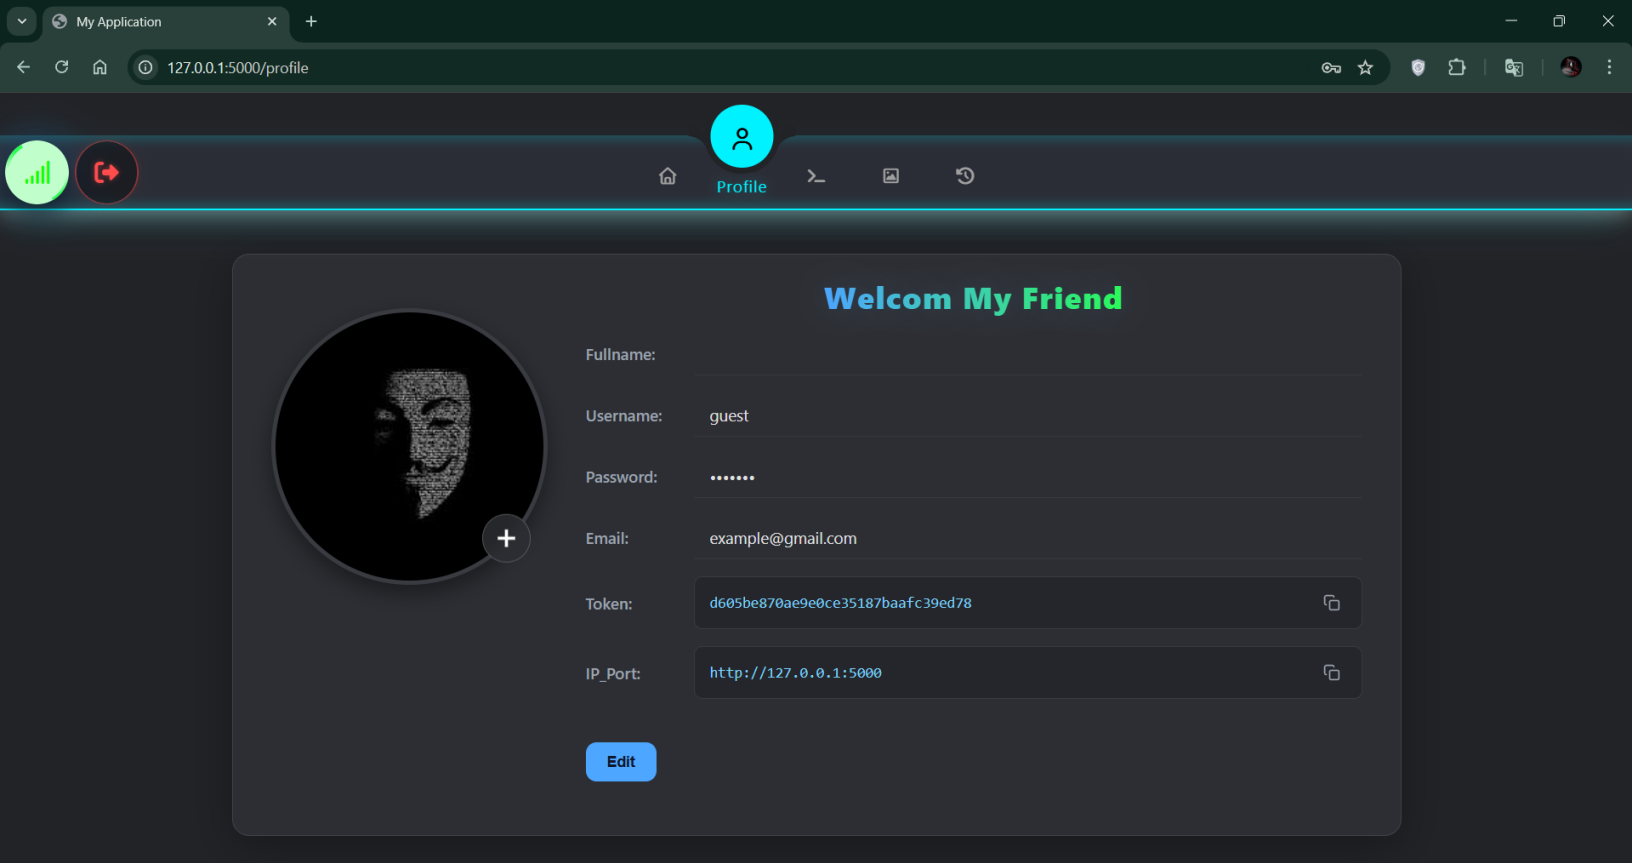 My Application
127.0.0.1:5000/profile
Profile
Welcom My Friend
Fullname:
Username: guest
Password: •••••••
Email: example@gmail.com
Token: d605be870ae9e0ce35187baafc39ed78
IP_Port: http://127.0.0.1:5000
Edit